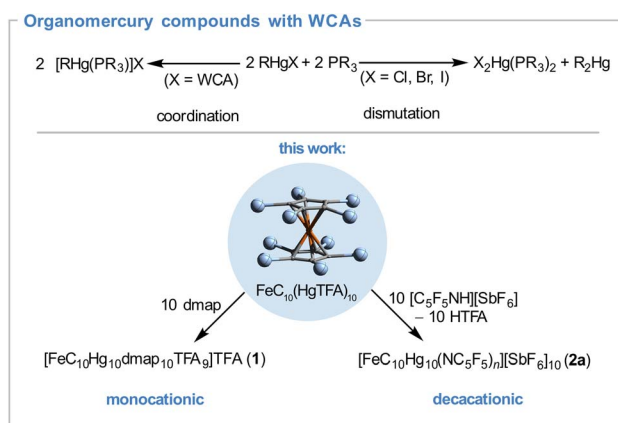 Organomercury compounds with WCAs
2 [RHg(PR₃)]X ⟵ 2 RHgX + 2 PR₃ ⟶ X₂Hg(PR₃)₂ + R₂Hg
(X = WCA) (X = Cl, Br, I)
coordination dismutation
this work:
FeC₁₀(HgTFA)₁₀
10 dmap 10 [C₅F₅NH][SbF₆]
– 10 HTFA
[FeC₁₀Hg₁₀dmap₁₀TFA₉]TFA (1) [FeC₁₀Hg₁₀(NC₅F₅)ₙ][SbF₆]₁₀ (2a)
monocationic decacationic